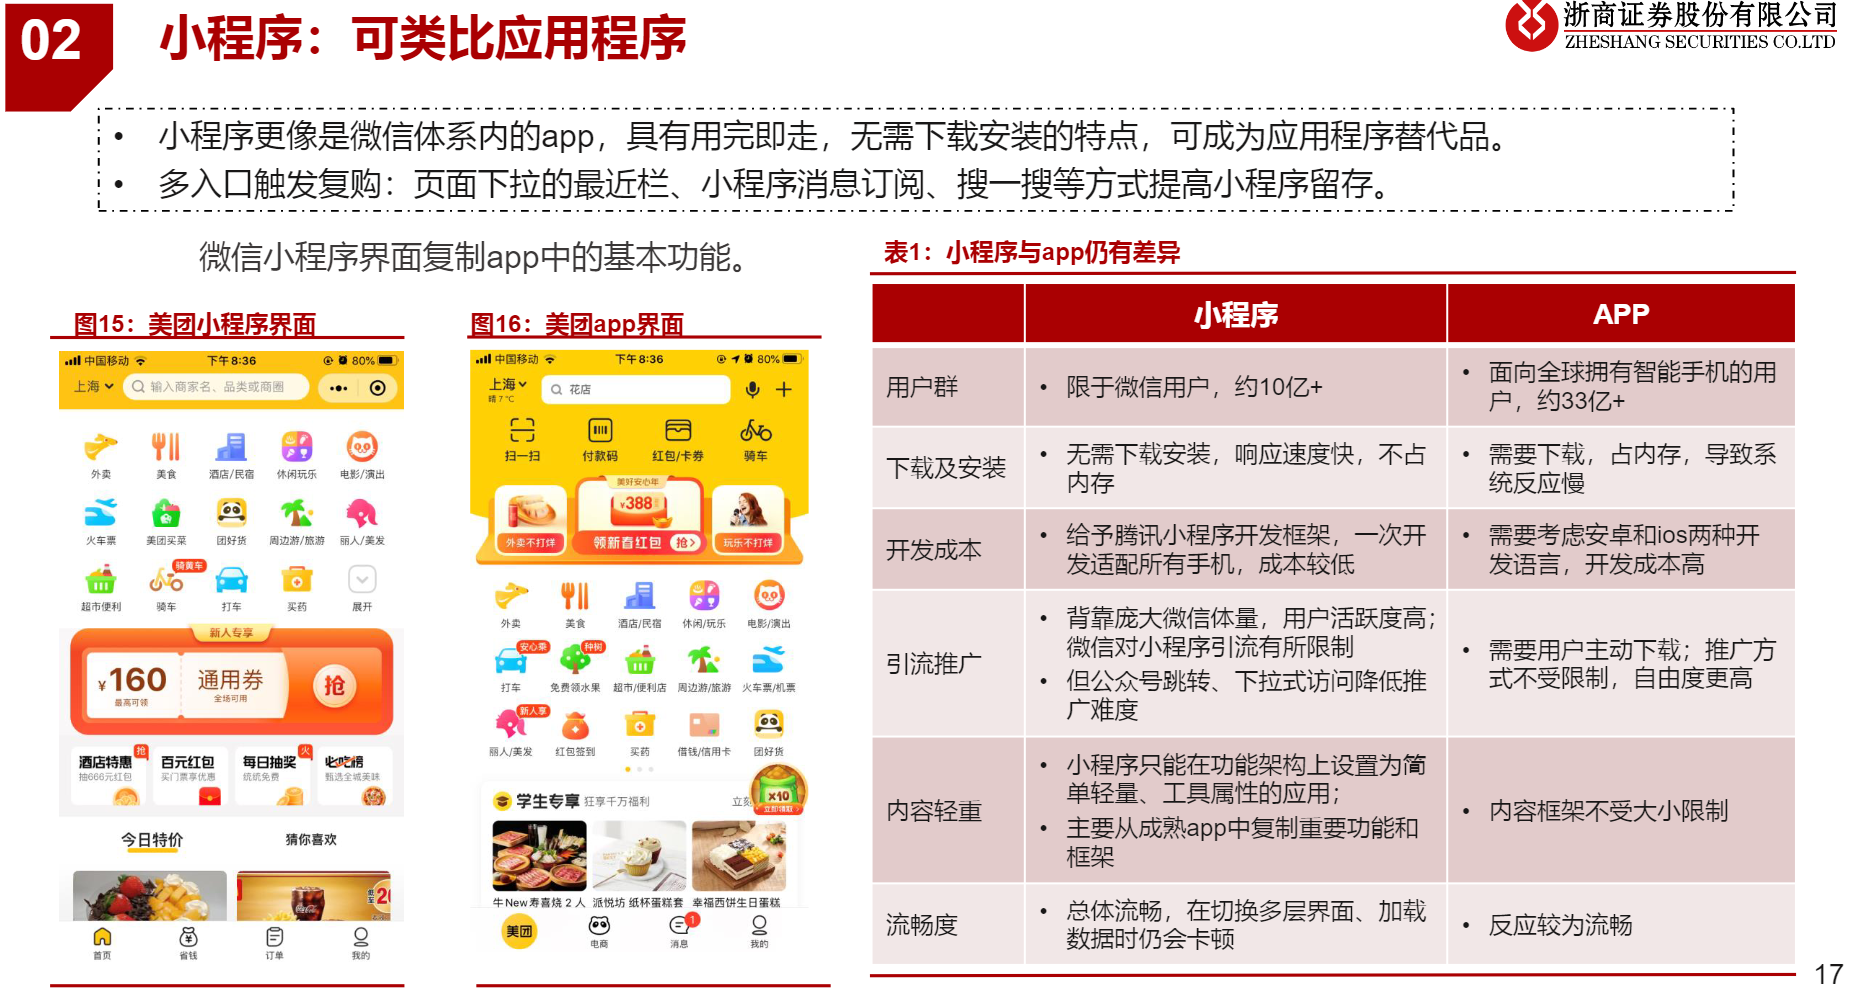 02
小程序：可类比应用程序
浙商证券股份有限公司
ZHESHANG SECURITIES CO.LTD
• 小程序更像是微信体系内的app，具有用完即走，无需下载安装的特点，可成为应用程序替代品。
• 多入口触发复购：页面下拉的最近栏、小程序消息订阅、搜一搜等方式提高小程序留存。
微信小程序界面复制app中的基本功能。
图15：美团小程序界面
中国移动 下午8:36 80%
上海 输入商家名、品类或商圈
外卖 美食 酒店/民宿 休闲玩乐 电影/演出
火车票 美团买菜 团好货 周边游/旅游 丽人/美发
骑黄车
超市便利 骑车 打车 买药 展开
新人专享
¥160 通用券 抢
最高可领 全场可用
抢 火
酒店特惠 百元红包 每日抽奖 必吃榜
抽666元红包 买门票享优惠 统统免费 甄选全城美味
今日特价 猜你喜欢
首页 省钱 订单 我的
图16：美团app界面
中国移动 下午8:36 80%
上海 花店
晴7°C
扫一扫 付款码 红包/卡券 骑车
美好安心年
¥388
外卖不打烊 领新春红包 抢> 玩乐不打烊
外卖 美食 酒店/民宿 休闲/玩乐 电影/演出
安心乘 种树
打车 免费领水果 超市/便利店 周边游/旅游 火车票/机票
新人享
丽人/美发 红包签到 买药 借钱/信用卡 团好货
学生专享 狂享千万福利 立刻
x10
立即领取
牛New寿喜烧2人 派悦坊 纸杯蛋糕套 幸福西饼生日蛋糕
美团 电商 消息 1 我的
表1：小程序与app仍有差异
小程序 APP
用户群
• 限于微信用户，约10亿+
• 面向全球拥有智能手机的用
户，约33亿+
下载及安装
• 无需下载安装，响应速度快，不占
内存
• 需要下载，占内存，导致系
统反应慢
开发成本
• 给予腾讯小程序开发框架，一次开
发适配所有手机，成本较低
• 需要考虑安卓和ios两种开
发语言，开发成本高
引流推广
• 背靠庞大微信体量，用户活跃度高；
微信对小程序引流有所限制
• 但公众号跳转、下拉式访问降低推
广难度
• 需要用户主动下载；推广方
式不受限制，自由度更高
内容轻重
• 小程序只能在功能架构上设置为简
单轻量、工具属性的应用；
• 主要从成熟app中复制重要功能和
框架
• 内容框架不受大小限制
流畅度
• 总体流畅，在切换多层界面、加载
数据时仍会卡顿
• 反应较为流畅
17